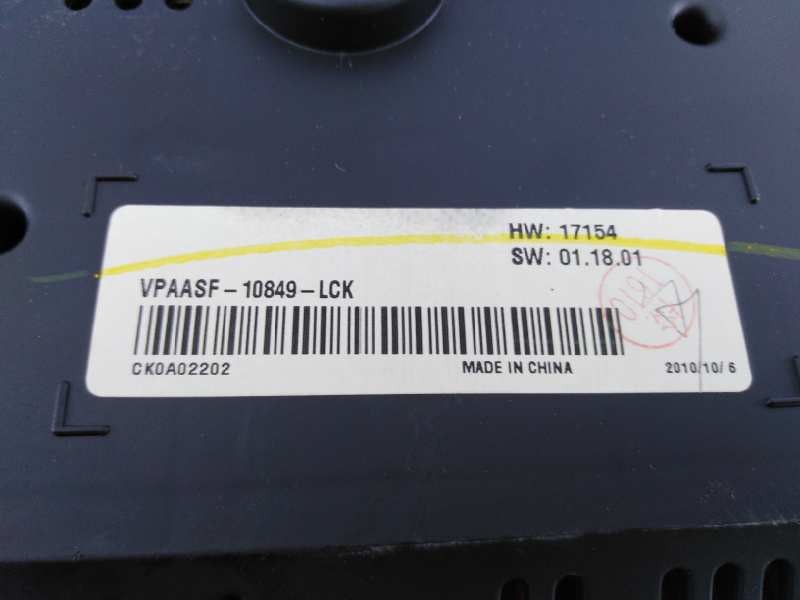 HW: 17154
SW: 01.18.01
VPAASF-10849-LCK
CK0A02202
MADE IN CHINA
2010/10/ 6